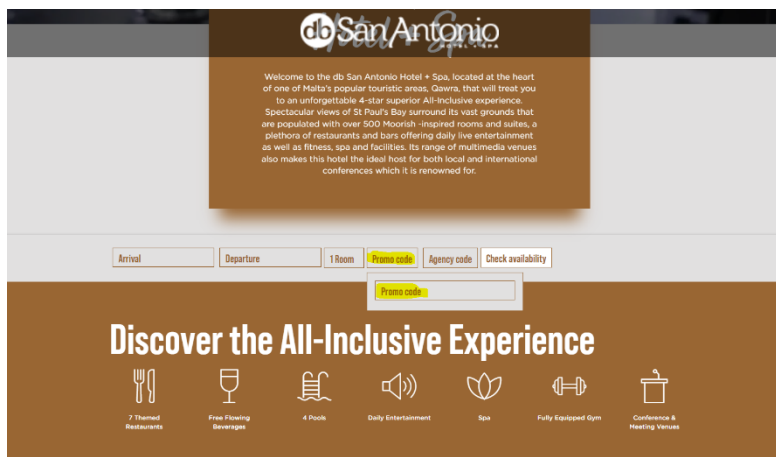 Hotel + Spa
db San Antonio
HOTEL + SPA
Welcome to the db San Antonio Hotel + Spa, located at the heart
of one of Malta's popular touristic areas, Qawra, that will treat you
to an unforgettable 4-star superior All-Inclusive experience.
Spectacular views of St Paul's Bay surround its vast grounds that
are populated with over 500 Moorish -inspired rooms and suites, a
plethora of restaurants and bars offering daily live entertainment
as well as fitness, spa and facilities. Its range of multimedia venues
also makes this hotel the ideal host for both local and international
conferences which it is renowned for.
Arrival Departure 1 Room Promo code Agency code Check availability
Promo code
Discover the All-Inclusive Experience
7 Themed Restaurants
Free Flowing Beverages
4 Pools
Daily Entertainment
Spa
Fully Equipped Gym
Conference & Meeting Venues